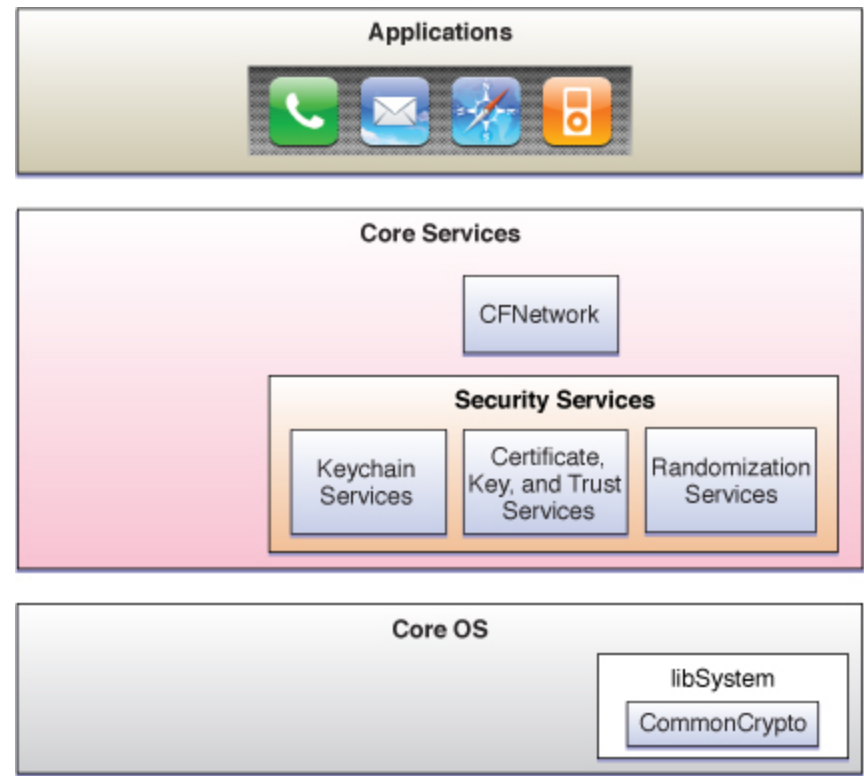 Applications
Core Services
CFNetwork
Security Services
Keychain
Services
Certificate,
Key, and Trust
Services
Randomization
Services
Core OS
libSystem
CommonCrypto